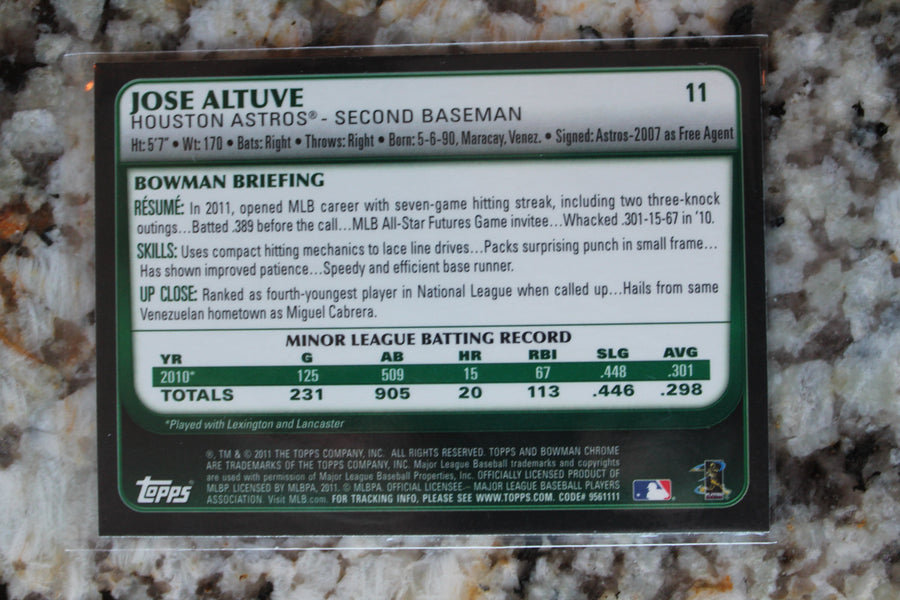 JOSE ALTUVE 11
HOUSTON ASTROS® - SECOND BASEMAN
Ht: 5'7" • Wt: 170 • Bats: Right • Throws: Right • Born: 5-6-90, Maracay, Venez. • Signed: Astros-2007 as Free Agent
BOWMAN BRIEFING
RÉSUMÉ: In 2011, opened MLB career with seven-game hitting streak, including two three-knock
outings...Batted .389 before the call...MLB All-Star Futures Game invitee...Whacked .301-15-67 in '10.
SKILLS: Uses compact hitting mechanics to lace line drives...Packs surprising punch in small frame...
Has shown improved patience...Speedy and efficient base runner.
UP CLOSE: Ranked as fourth-youngest player in National League when called up...Hails from same
Venezuelan hometown as Miguel Cabrera.
MINOR LEAGUE BATTING RECORD
YR G AB HR RBI SLG AVG
2010* 125 509 15 67 .448 .301
TOTALS 231 905 20 113 .446 .298
*Played with Lexington and Lancaster
®, TM & © 2011 THE TOPPS COMPANY, INC. ALL RIGHTS RESERVED. TOPPS AND BOWMAN CHROME
ARE TRADEMARKS OF THE TOPPS COMPANY, INC. Major League Baseball trademarks and copyrights
are used with permission of Major League Baseball Properties, Inc. OFFICIALLY LICENSED PRODUCT OF
MLBP LICENSED BY MLBPA, 2011. © MLBPA. OFFICIAL LICENSEE – MAJOR LEAGUE BASEBALL PLAYERS
ASSOCIATION. Visit MLB.com. FOR TRACKING INFO, PLEASE SEE WWW.TOPPS.COM. CODE# 9561111
Topps